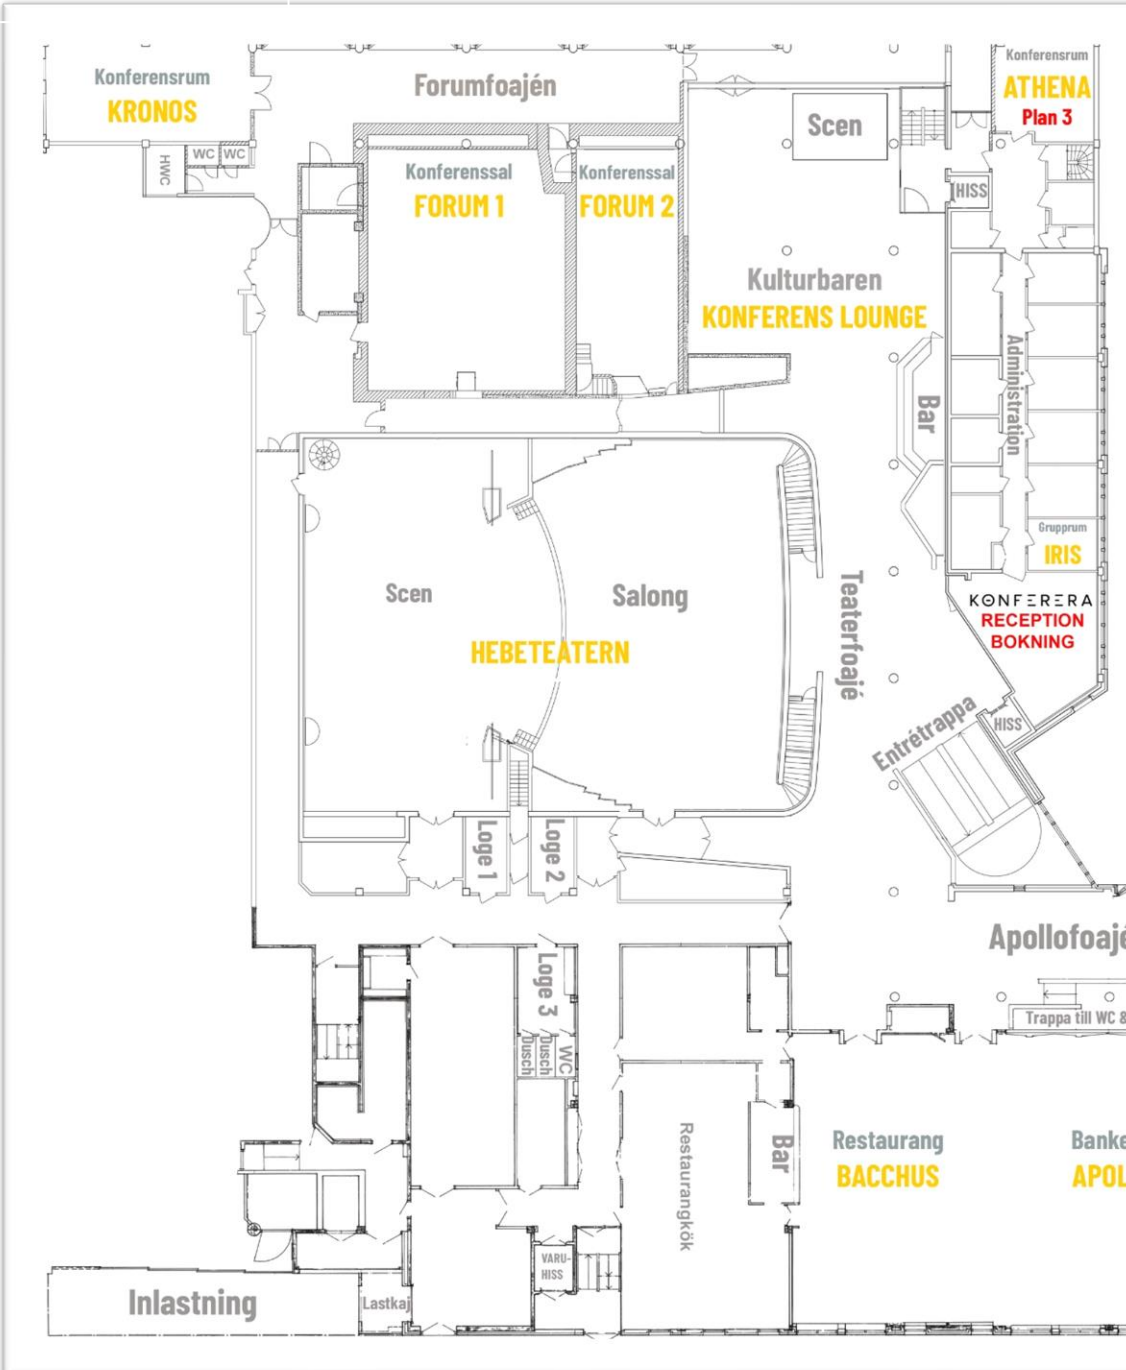 Konferensrum
KRONOS
Forumfoajén
Konferensrum
ATHENA
Plan 3
Scen
HWC
WC
WC
Konferenssal
FORUM 1
Konferenssal
FORUM 2
HISS
Kulturbaren
KONFERENS LOUNGE
Administration
Bar
Grupprum
IRIS
Scen
Salong
HEBETEATERN
Teaterfoajé
KONFERERA
RECEPTION
BOKNING
Entrétrappa
HISS
Loge 1
Loge 2
Apollofoajé
Loge 3
Trappa till WC &
Dusch
Dusch
WC
Restaurangkök
Bar
Restaurang
BACCHUS
Banke
APOL
VARU-
HISS
Inlastning
Lastkaj